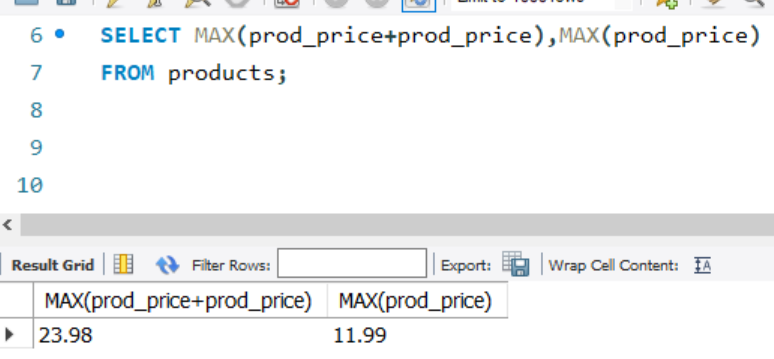 6 SELECT MAX(prod_price+prod_price),MAX(prod_price)
7 FROM products;
8
9
10
Result Grid Filter Rows: Export: Wrap Cell Content: IA
MAX(prod_price+prod_price) MAX(prod_price)
23.98 11.99